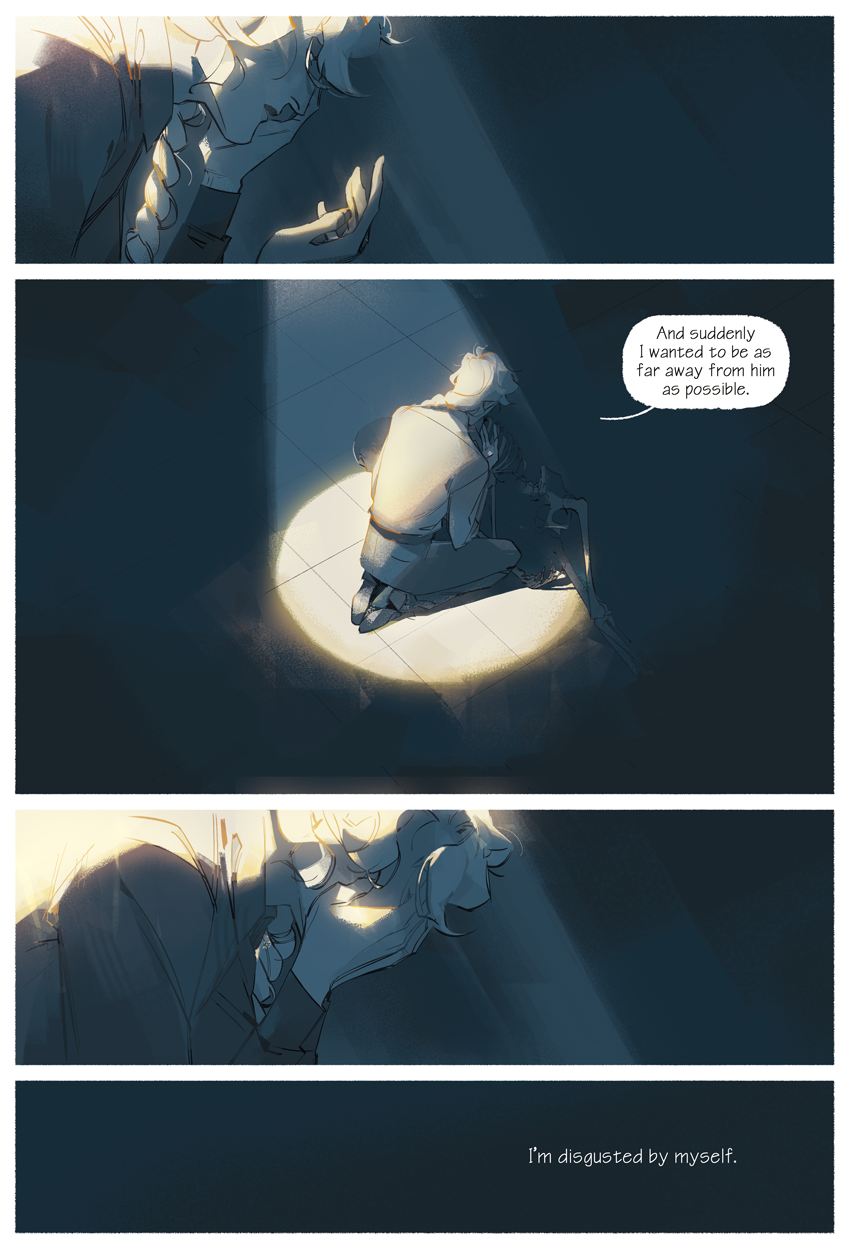 And suddenly
I wanted to be as
far away from him
as possible.
I'm disgusted by myself.